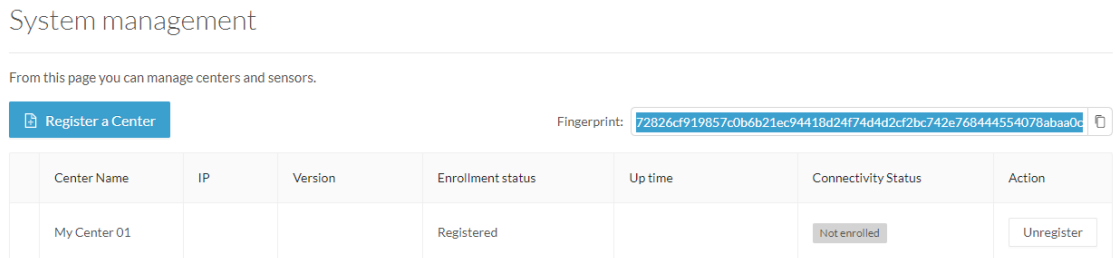 System management
From this page you can manage centers and sensors.
Register a Center
Fingerprint: 72826cf919857c0b6b21ec94418d24f74d4d2cf2bc742e768444554078abaa0c
Center Name IP Version Enrollment status Up time Connectivity Status Action
My Center 01 Registered Not enrolled Unregister